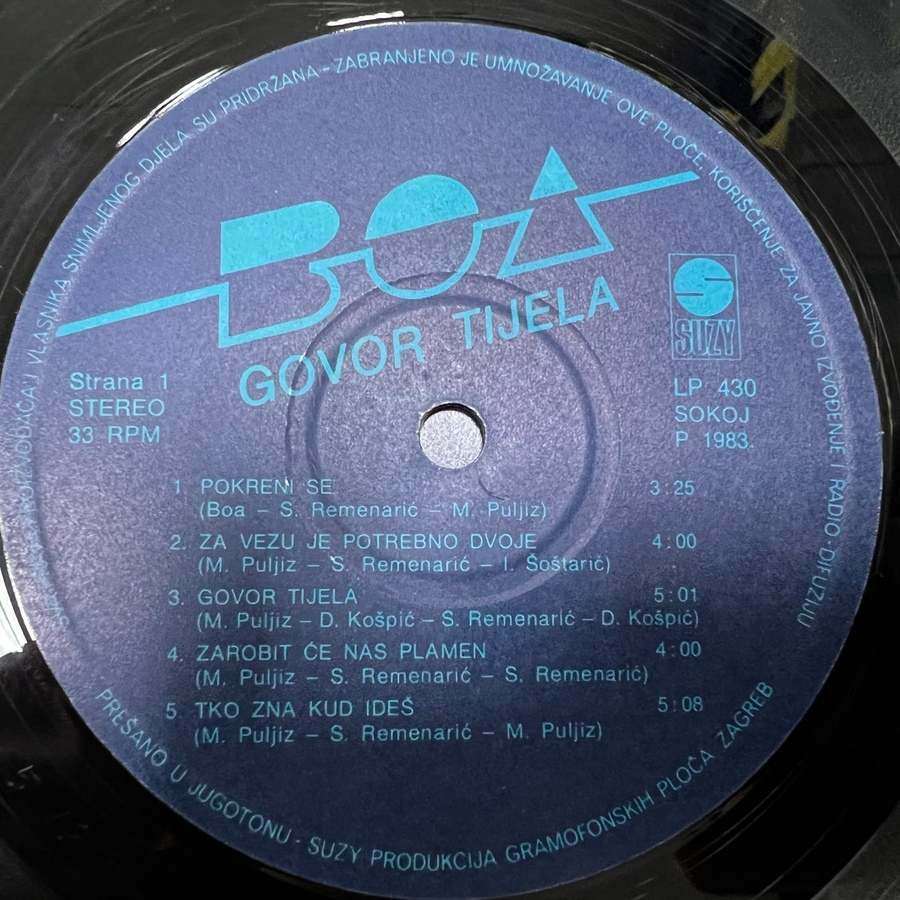 PROIZVOĐAČA I VLASNIKA SNIMLJENOG DJELA SU PRIDRŽANA - ZABRANJENO JE UMNOŽAVANJE OVE PLOČE, KORIŠĆENJE ZA JAVNO IZVOĐENJE I RADIO-DIFUZIJU
BOA
GOVOR TIJELA
SUZY
Strana 1
STEREO
33 RPM
LP 430
SOKOJ
P 1983.
1 POKRENI SE 3:25
(Boa – S. Remenarić – M. Puljiz)
2. ZA VEZU JE POTREBNO DVOJE 4:00
(M. Puljiz – S. Remenarić – I. Šoštarič)
3. GOVOR TIJELA 5:01
(M. Puljiz – D. Košpić – S. Remenarić – D. Košpić)
4. ZAROBIT ĆE NAS PLAMEN 4:00
(M. Puljiz – S. Remenarić – S. Remenarić)
5 TKO ZNA KUD IDEŠ 5:08
(M. Puljiz – S. Remenarić – M. Puljiz)
PREŠANO U JUGOTONU - SUZY PRODUKCIJA GRAMOFONSKIH PLOČA ZAGREB